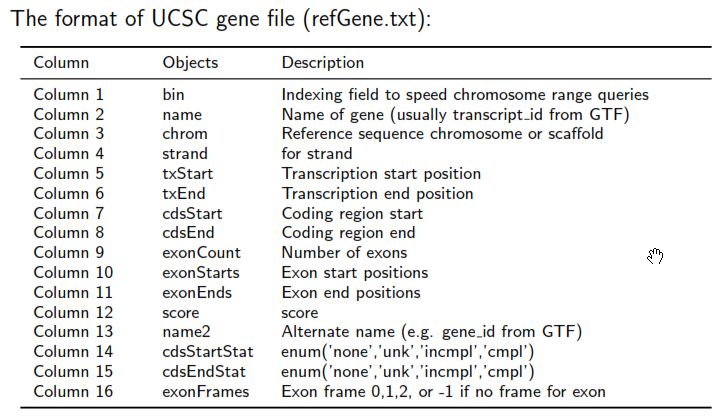 The format of UCSC gene file (refGene.txt):
Column Objects Description
Column 1 bin Indexing field to speed chromosome range queries
Column 2 name Name of gene (usually transcript_id from GTF)
Column 3 chrom Reference sequence chromosome or scaffold
Column 4 strand for strand
Column 5 txStart Transcription start position
Column 6 txEnd Transcription end position
Column 7 cdsStart Coding region start
Column 8 cdsEnd Coding region end
Column 9 exonCount Number of exons
Column 10 exonStarts Exon start positions
Column 11 exonEnds Exon end positions
Column 12 score score
Column 13 name2 Alternate name (e.g. gene_id from GTF)
Column 14 cdsStartStat enum('none','unk','incmpl','cmpl')
Column 15 cdsEndStat enum('none','unk','incmpl','cmpl')
Column 16 exonFrames Exon frame 0,1,2, or -1 if no frame for exon